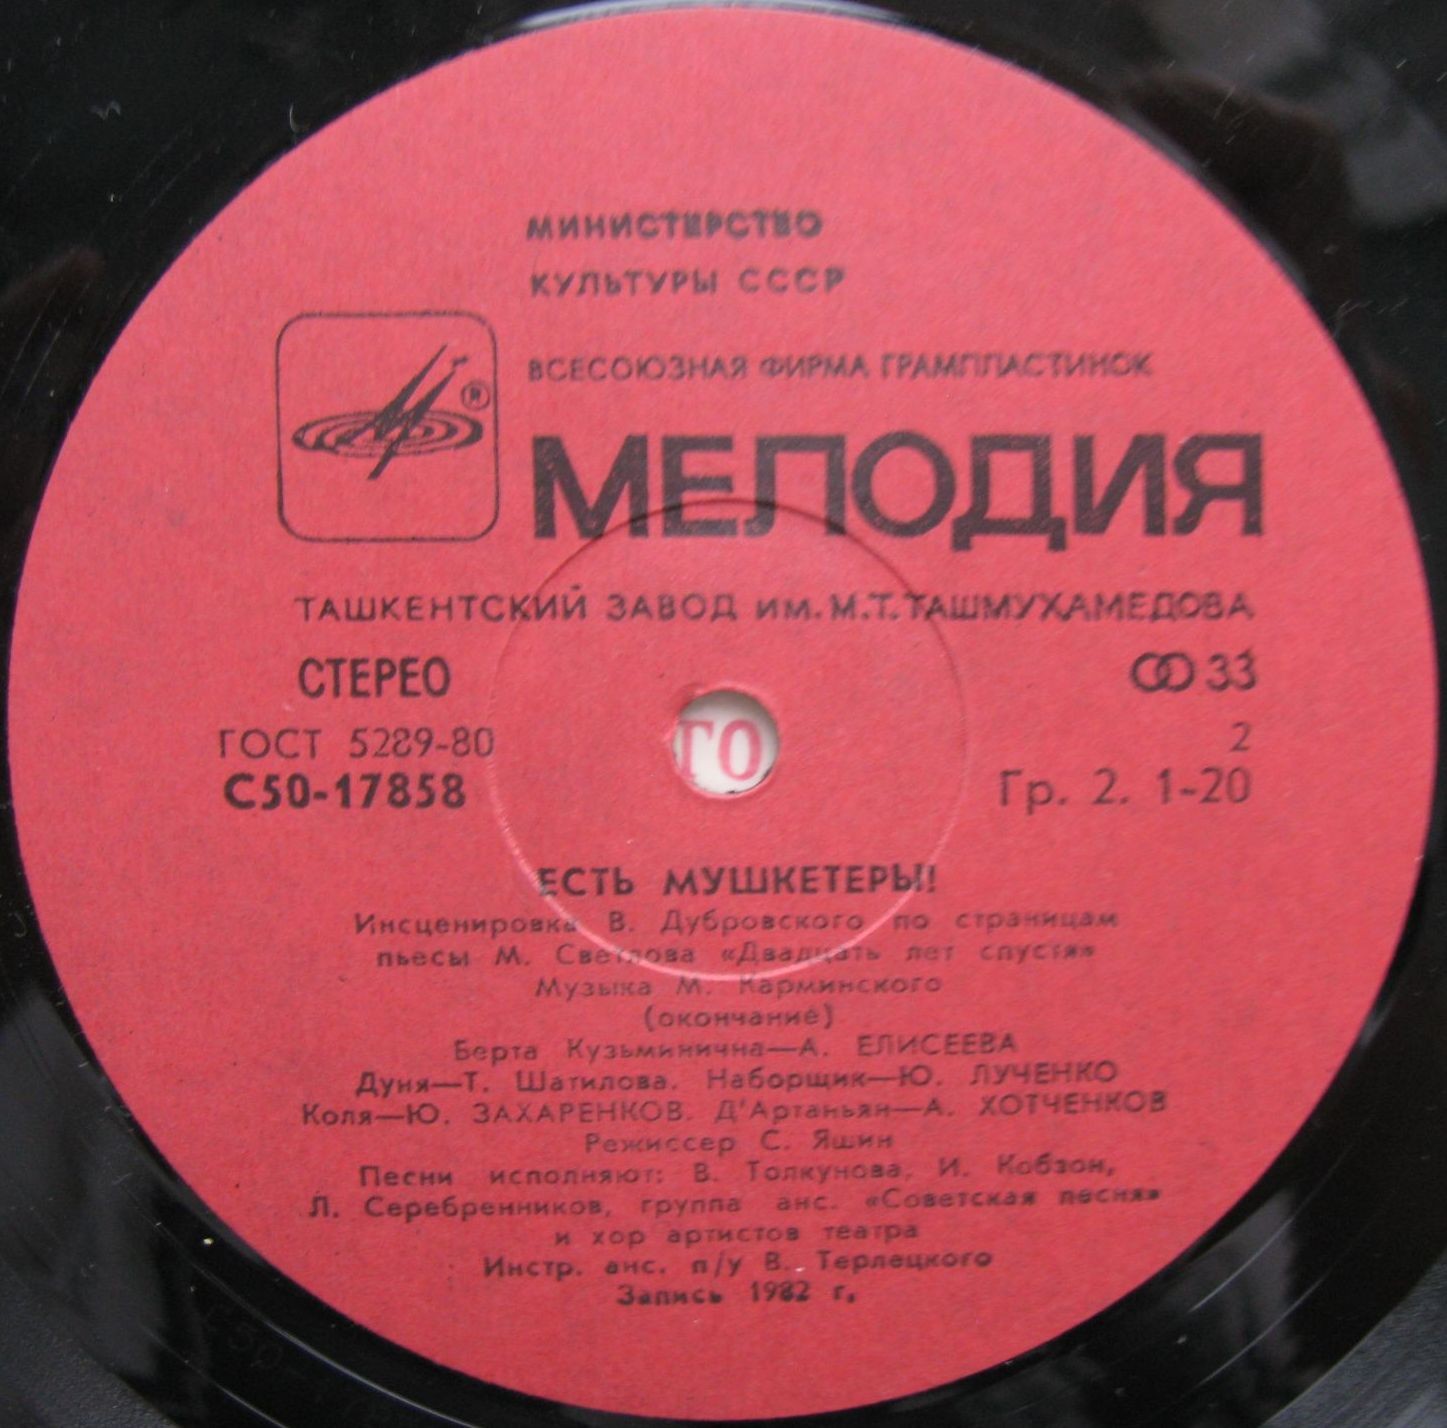 МИНИСТЕРСТВО
КУЛЬТУРЫ СССР
ВСЕСОЮЗНАЯ ФИРМА ГРАМПЛАСТИНОК
®
МЕЛОДИЯ
ТАШКЕНТСКИЙ ЗАВОД ИМ. М.Т. ТАШМУХАМЕДОВА
СТЕРЕО 33
ГОСТ 5289-80 2
С50-17858 Гр. 2. 1-20
ГО
ЕСТЬ МУШКЕТЕРЫ!
Инсценировка В. Дубровского по страницам
пьесы М. Светлова «Двадцать лет спустя»
Музыка М. Карминского
(окончание)
Берта Кузьминична—А. ЕЛИСЕЕВА
Дуня—Т. Шатилова. Наборщик—Ю. ЛУЧЕНКО
Коля—Ю. ЗАХАРЕНКОВ. Д'Артаньян—А. ХОТЧЕНКОВ
Режиссер С. Яшин
Песни исполняют: В. Толкунова, И. Кобзон,
Л. Серебренников, группа анс. «Советская песня»
и хор артистов театра
Инстр. анс. п/у В. Терлецкого
Запись 1982 г.